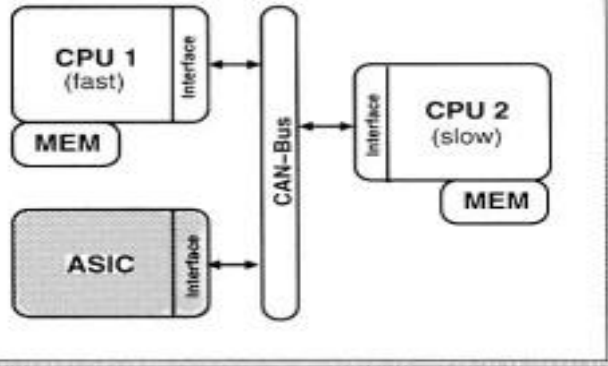 CPU 1
(fast)
Interface
MEM
CAN-Bus
Interface
CPU 2
(slow)
MEM
ASIC
Interface